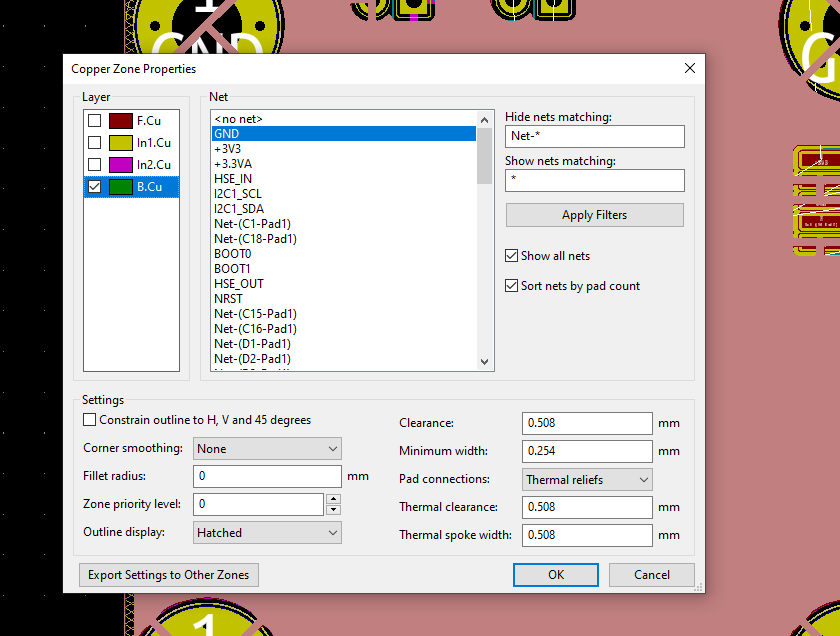 1
GND
Copper Zone Properties
Layer
F.Cu
In1.Cu
In2.Cu
B.Cu
Net
<no net>
GND
+3V3
+3.3VA
HSE_IN
I2C1_SCL
I2C1_SDA
Net-(C1-Pad1)
Net-(C18-Pad1)
BOOT0
BOOT1
HSE_OUT
NRST
Net-(C15-Pad1)
Net-(C16-Pad1)
Net-(D1-Pad1)
Net-(D2-Pad1)
Hide nets matching:
Net-*
Show nets matching:
*
Apply Filters
Show all nets
Sort nets by pad count
Settings
Constrain outline to H, V and 45 degrees
Corner smoothing: None
Fillet radius: 0 mm
Zone priority level: 0
Outline display: Hatched
Clearance: 0.508 mm
Minimum width: 0.254 mm
Pad connections: Thermal reliefs
Thermal clearance: 0.508 mm
Thermal spoke width: 0.508 mm
Export Settings to Other Zones
OK
Cancel
+3V3
1